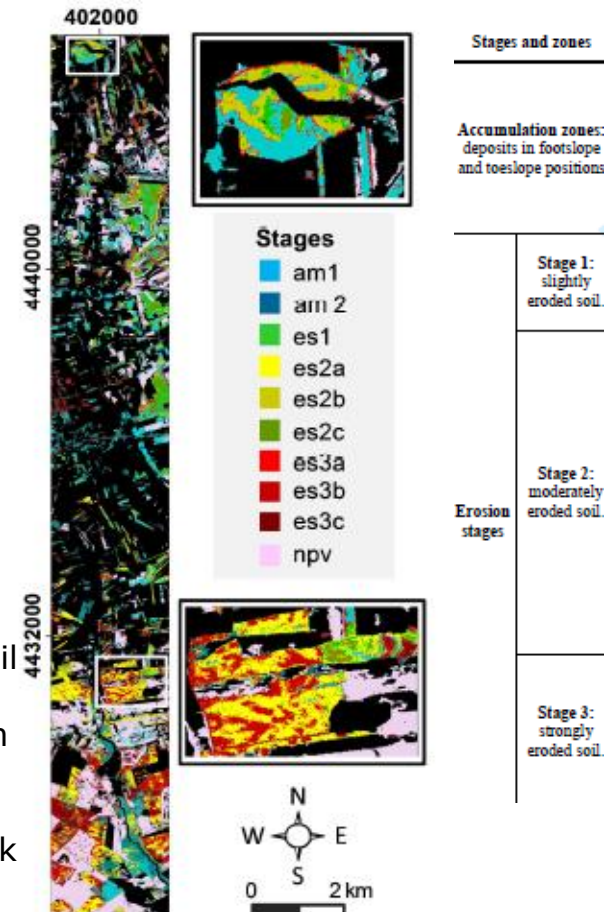 402000
4440000
4432000
Stages
am1
am 2
es1
es2a
es2b
es2c
es3a
es3b
es3c
npv
N
W E
S
0 2 km
Stages and zones
Accumulation zones:
deposits in footslope
and toeslope positions
Erosion
stages
Stage 1:
slightly
eroded soil.
Stage 2:
moderately
eroded soil.
Stage 3:
strongly
eroded soil.